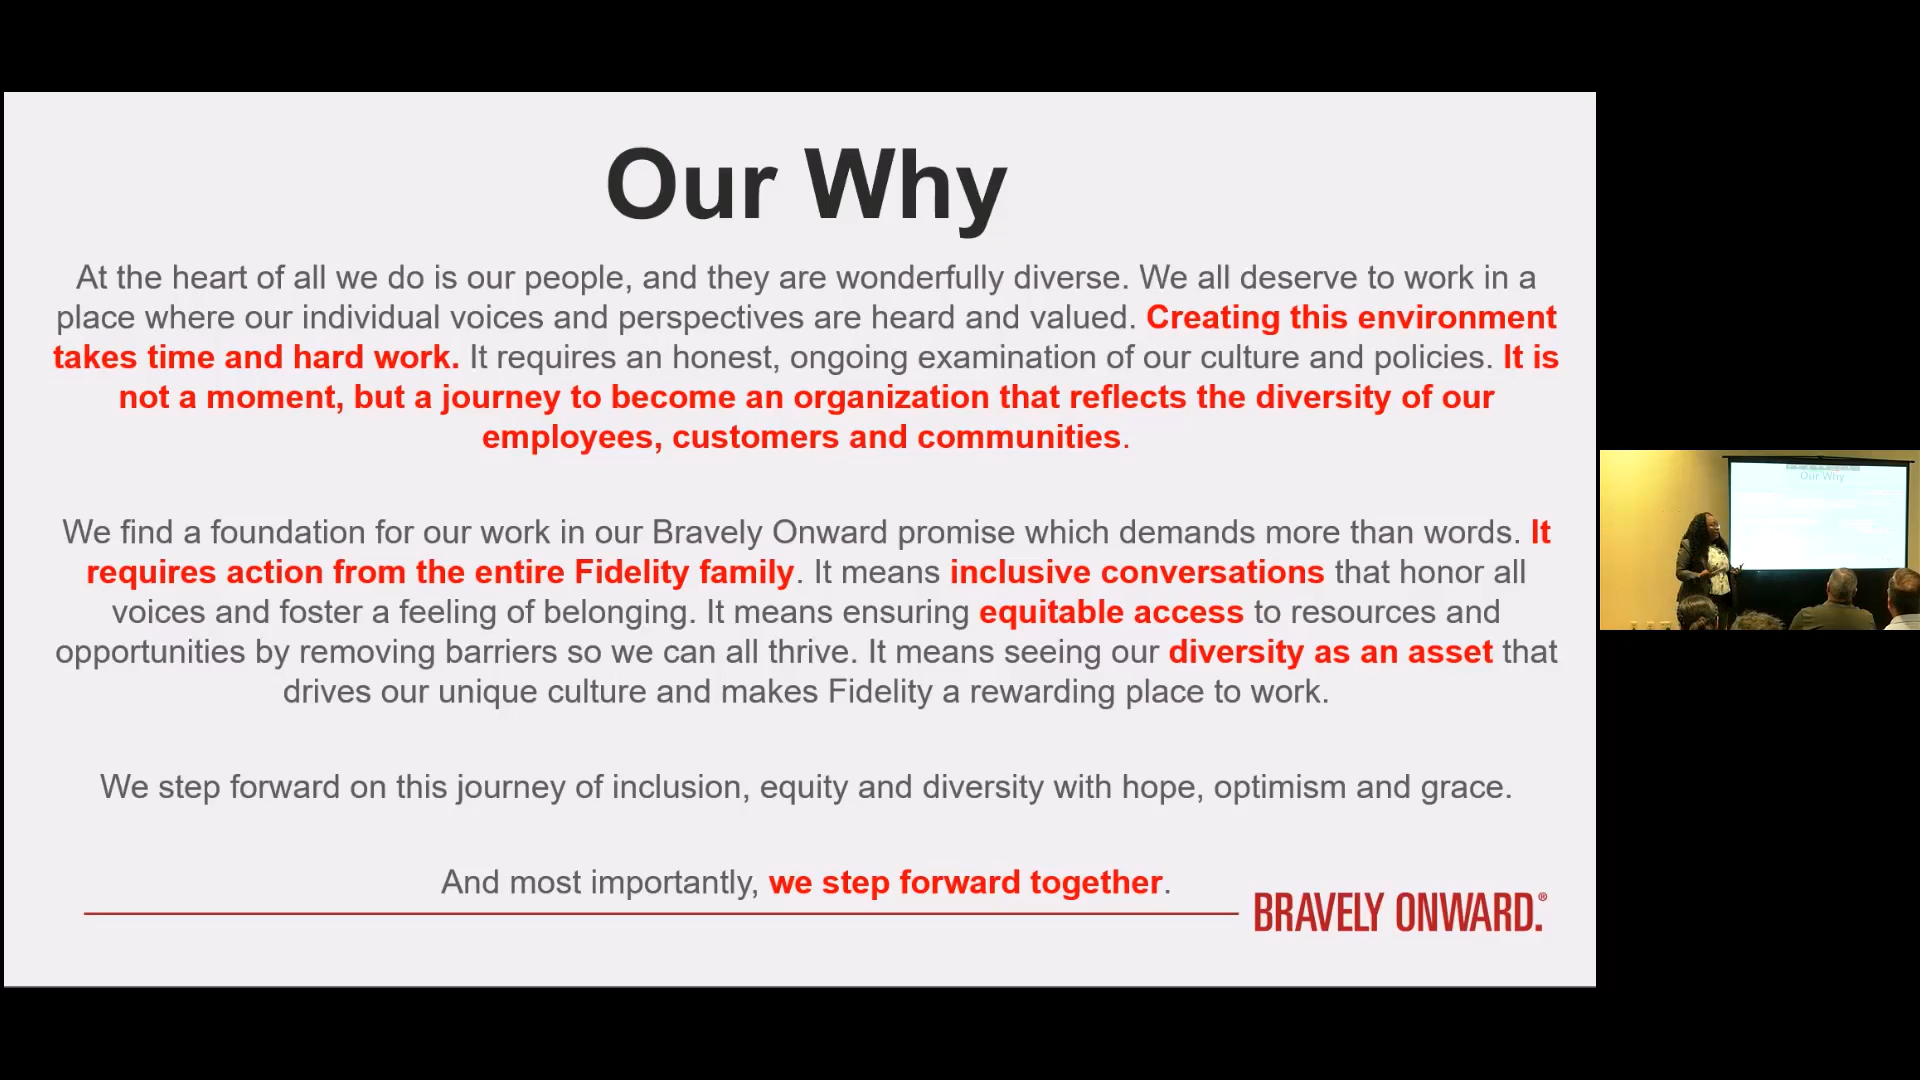 Our Why
At the heart of all we do is our people, and they are wonderfully diverse. We all deserve to work in a
place where our individual voices and perspectives are heard and valued. Creating this environment
takes time and hard work. It requires an honest, ongoing examination of our culture and policies. It is
not a moment, but a journey to become an organization that reflects the diversity of our
employees, customers and communities.
We find a foundation for our work in our Bravely Onward promise which demands more than words. It
requires action from the entire Fidelity family. It means inclusive conversations that honor all
voices and foster a feeling of belonging. It means ensuring equitable access to resources and
opportunities by removing barriers so we can all thrive. It means seeing our diversity as an asset that
drives our unique culture and makes Fidelity a rewarding place to work.
We step forward on this journey of inclusion, equity and diversity with hope, optimism and grace.
And most importantly, we step forward together.
BRAVELY ONWARD.®
Our Why